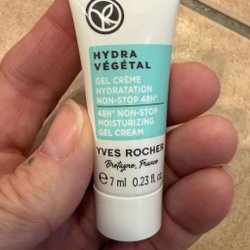 HYDRA
VÉGÉTAL
GEL CRÈME
HYDRATATION
NON-STOP 48H*
48H* NON-STOP
MOISTURIZING
GEL CREAM
YVES ROCHER
Bretagne, France
℮ 7 ml 0.23 fl. oz